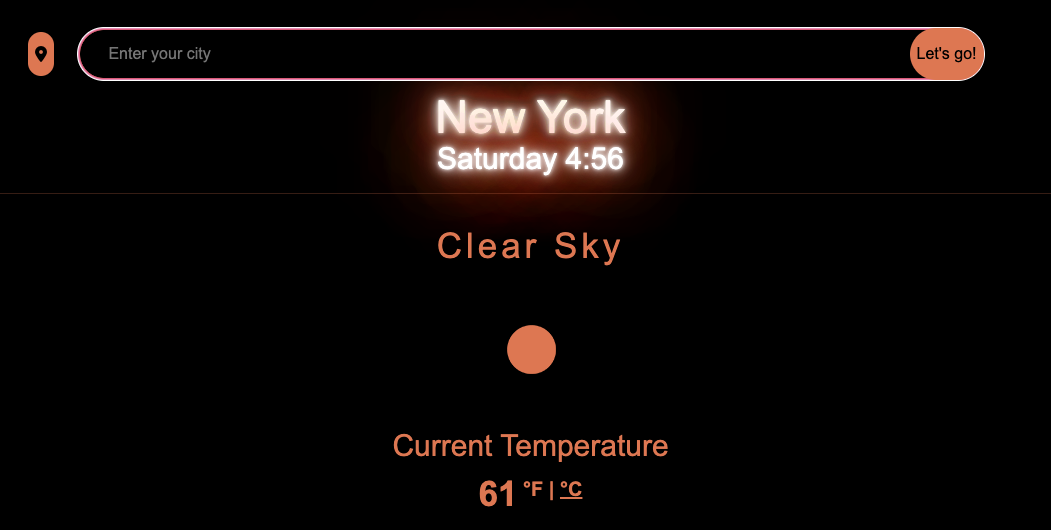 Enter your city
Let's go!
New York
Saturday 4:56
Clear Sky
Current Temperature
61 °F | °C